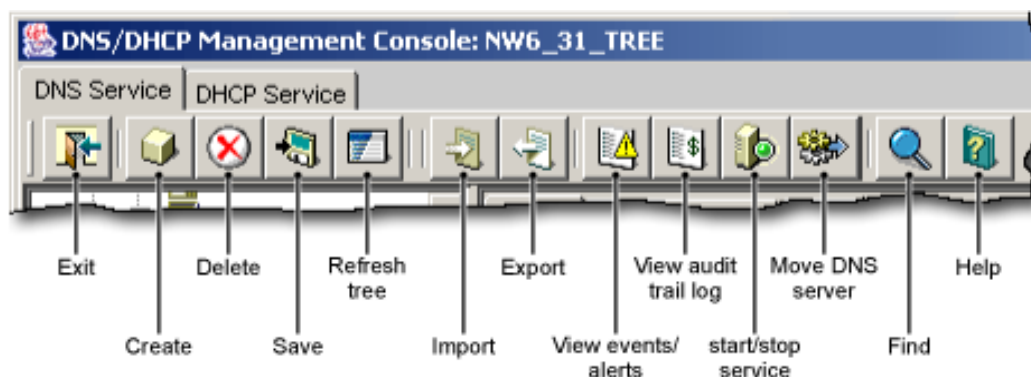 DNS/DHCP Management Console: NW6_31_TREE
DNS Service
DHCP Service
Exit
Delete
Refresh
tree
Export
View audit
trail log
Move DNS
server
Help
Create
Save
Import
View events/
alerts
start/stop
service
Find